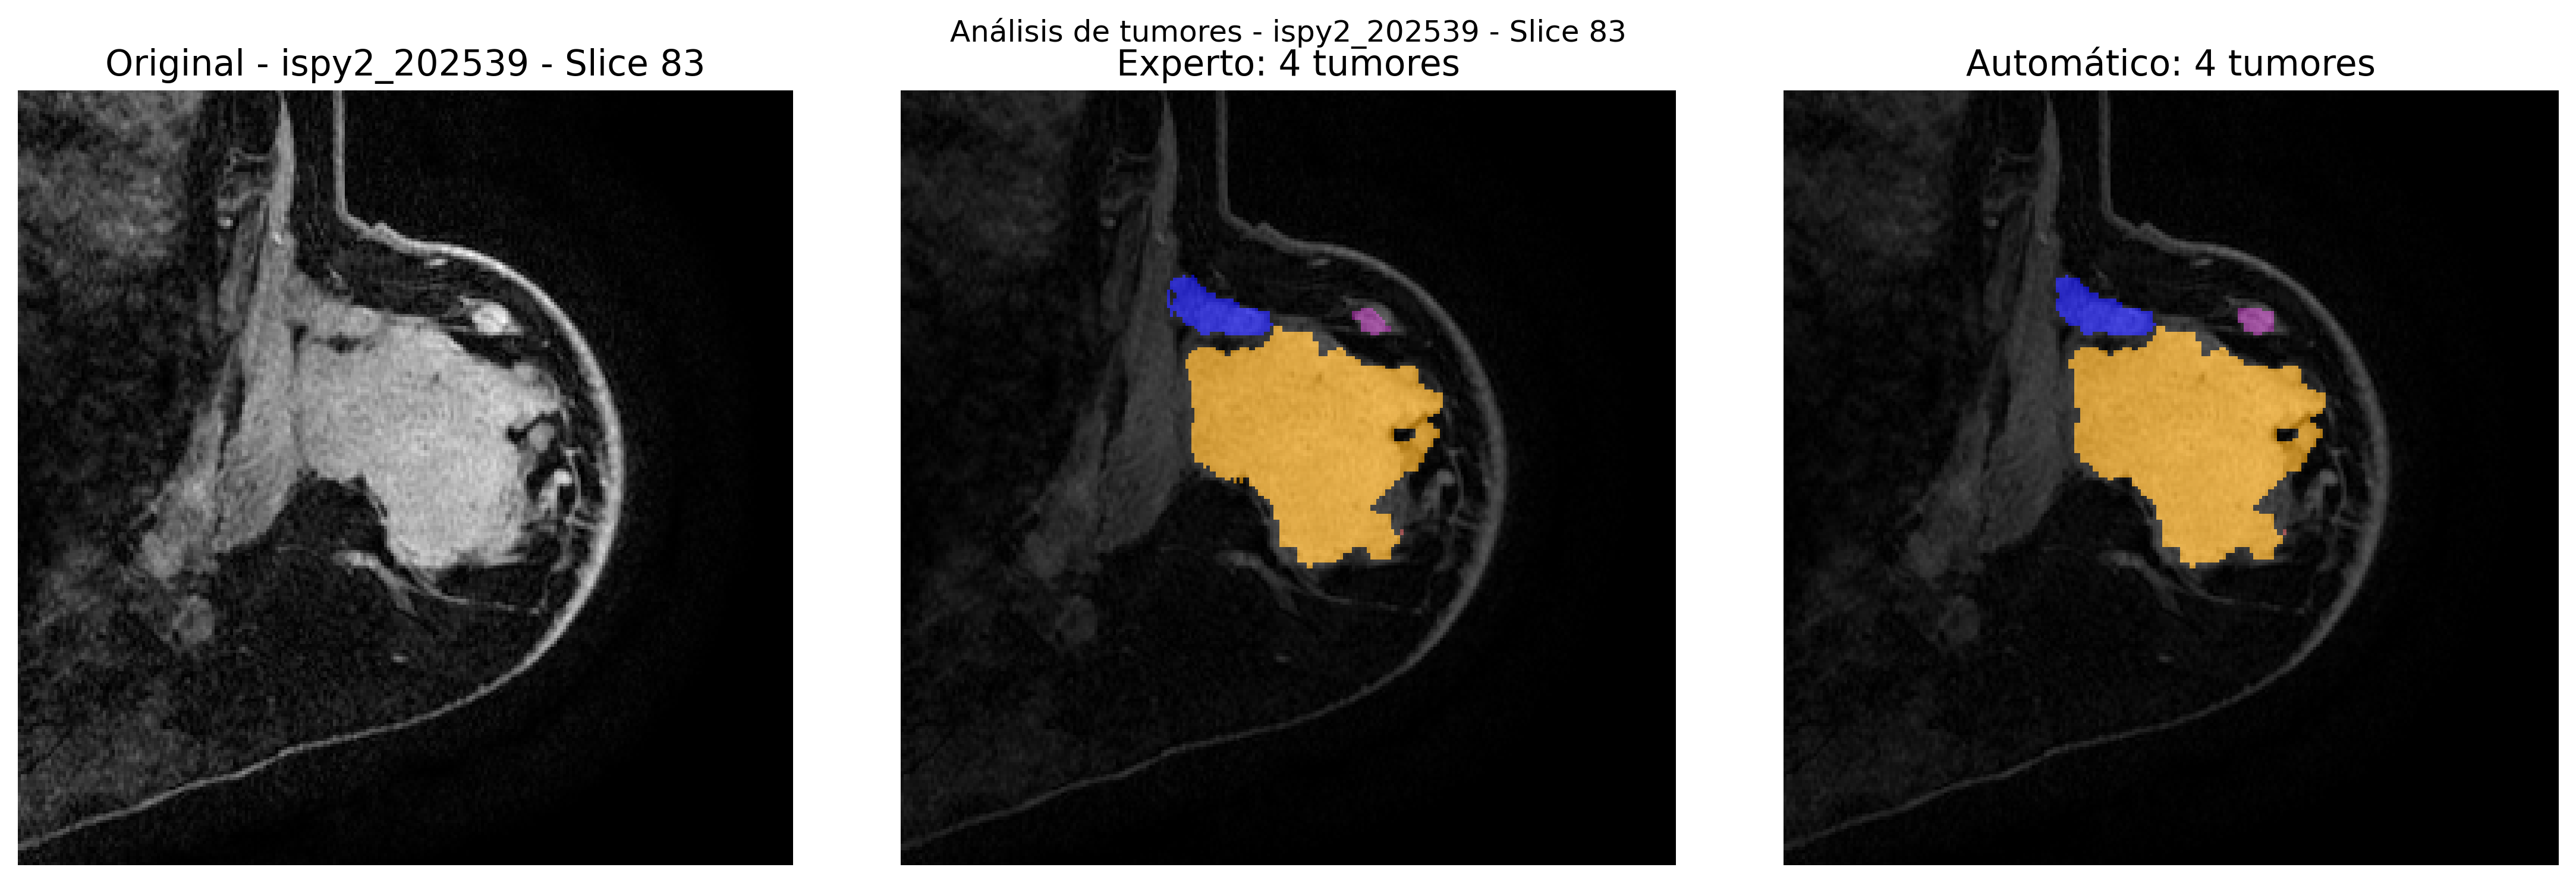 Análisis de tumores - ispy2_202539 - Slice 83
Original - ispy2_202539 - Slice 83
Experto: 4 tumores
Automático: 4 tumores